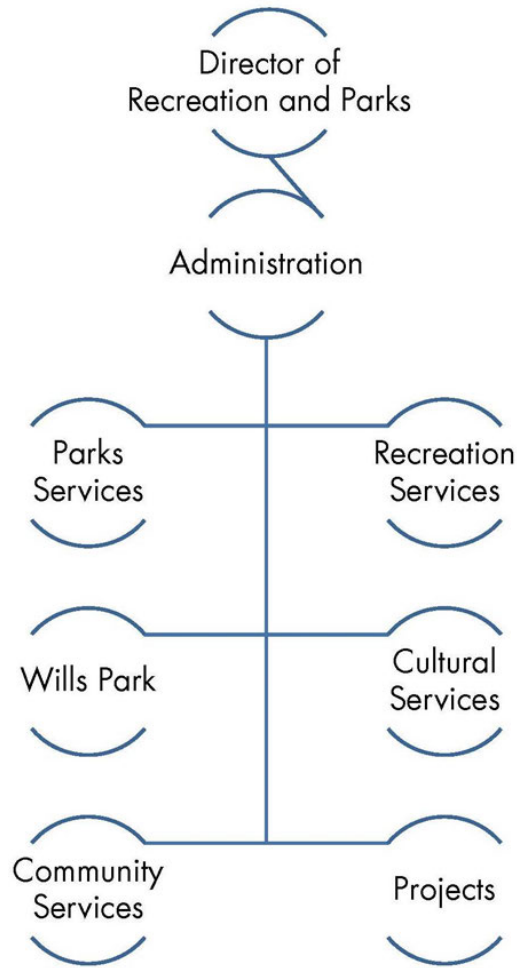 Director of
Recreation and Parks
Administration
Parks
Services
Recreation
Services
Wills Park
Cultural
Services
Community
Services
Projects